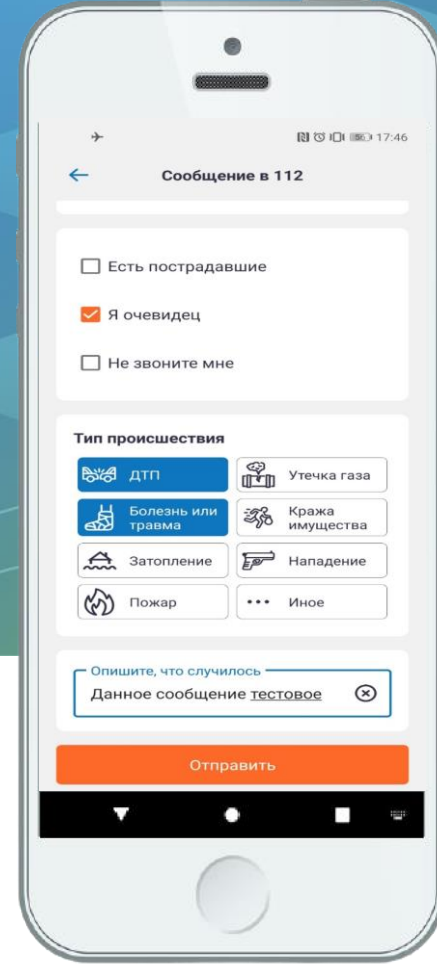 17:46
Сообщение в 112
Есть пострадавшие
Я очевидец
Не звоните мне
Тип происшествия
ДТП
Утечка газа
Болезнь или
травма
Кража
имущества
Затопление
Нападение
Пожар
Иное
Опишите, что случилось
Данное сообщение тестовое
Отправить